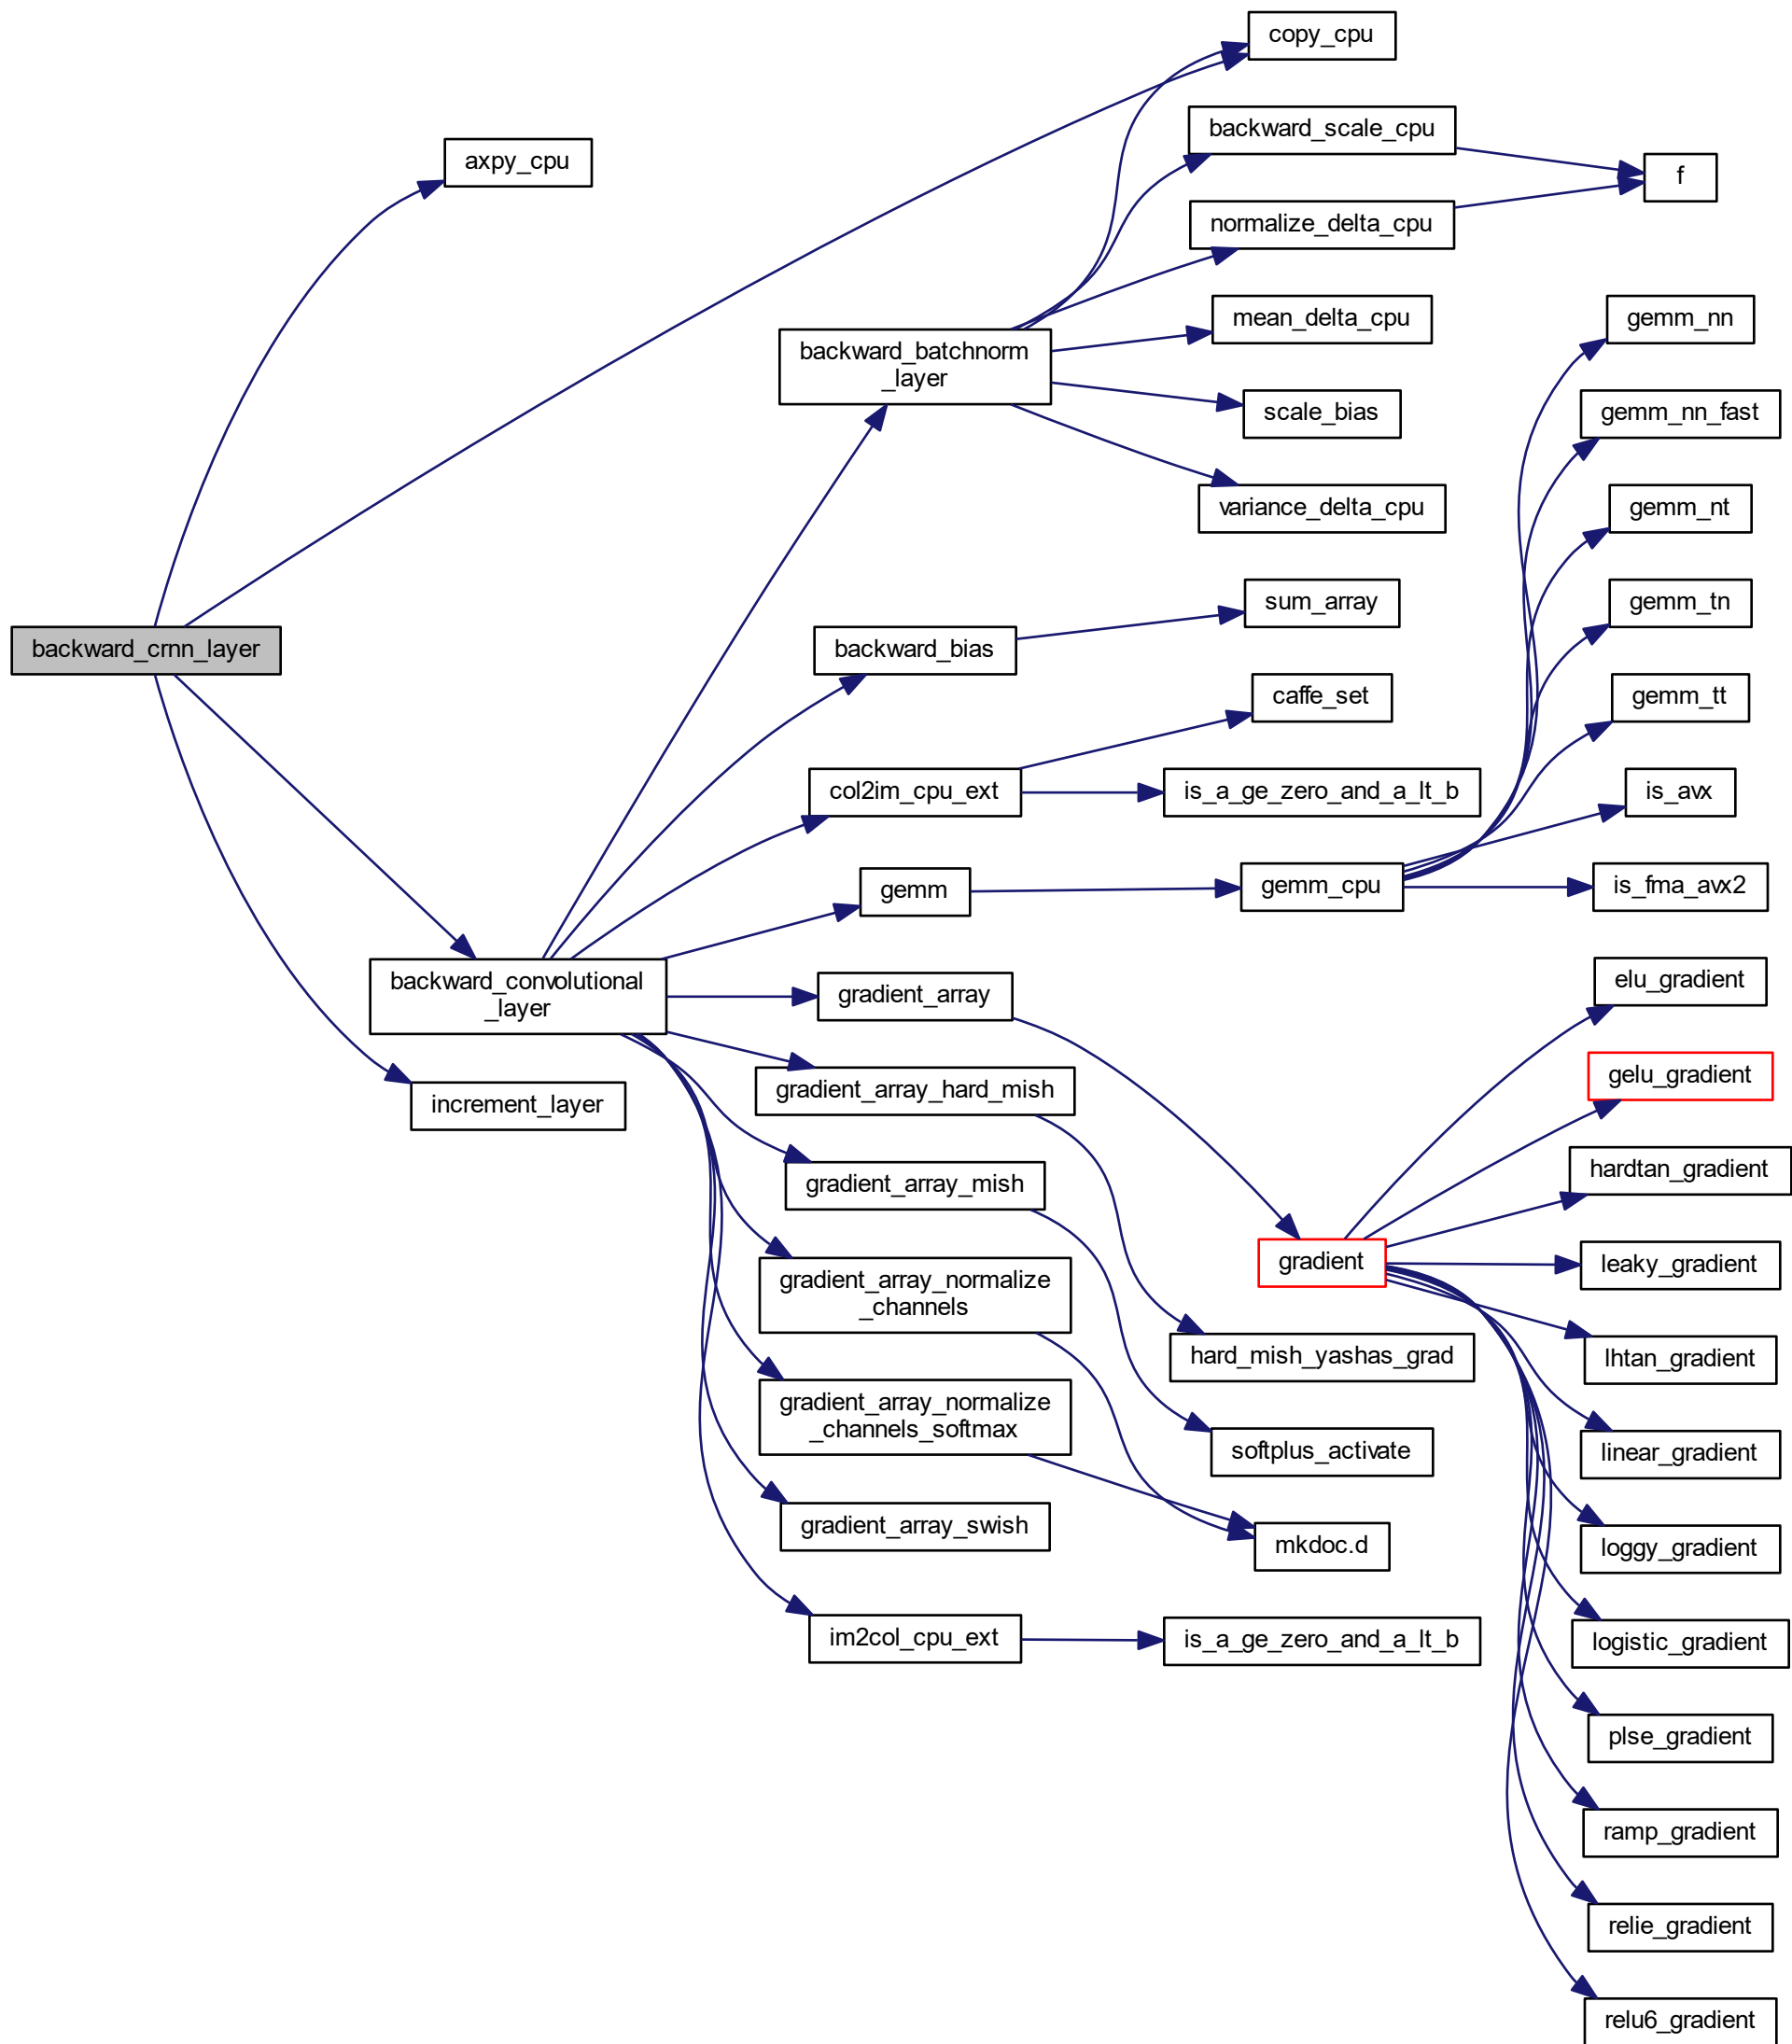 copy_cpu
backward_scale_cpu
axpy_cpu
f
normalize_delta_cpu
mean_delta_cpu
gemm_nn
backward_batchnorm
_layer
scale_bias
gemm_nn_fast
variance_delta_cpu
gemm_nt
sum_array
gemm_tn
backward_crnn_layer
backward_bias
caffe_set
gemm_tt
col2im_cpu_ext
is_a_ge_zero_and_a_lt_b
is_avx
gemm
gemm_cpu
is_fma_avx2
backward_convolutional
_layer
gradient_array
elu_gradient
gradient_array_hard_mish
gelu_gradient
increment_layer
gradient_array_mish
hardtan_gradient
gradient_array_normalize
_channels
gradient
leaky_gradient
hard_mish_yashas_grad
lhtan_gradient
gradient_array_normalize
_channels_softmax
softplus_activate
linear_gradient
gradient_array_swish
mkdoc.d
loggy_gradient
im2col_cpu_ext
is_a_ge_zero_and_a_lt_b
logistic_gradient
plse_gradient
ramp_gradient
relie_gradient
relu6_gradient